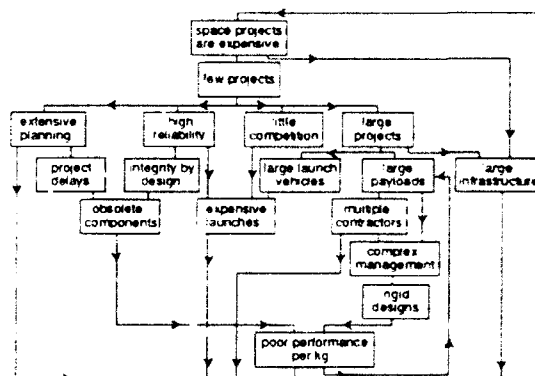 space projects
are expensive
few projects
extensive
planning
high
reliability
little
competition
large
projects
project
delays
integrity by
design
large launch
vehicles
large
payloads
large
infrastructure
obsolete
components
expensive
launches
multiple
contractors
complex
management
rigid
designs
poor performance
per kg